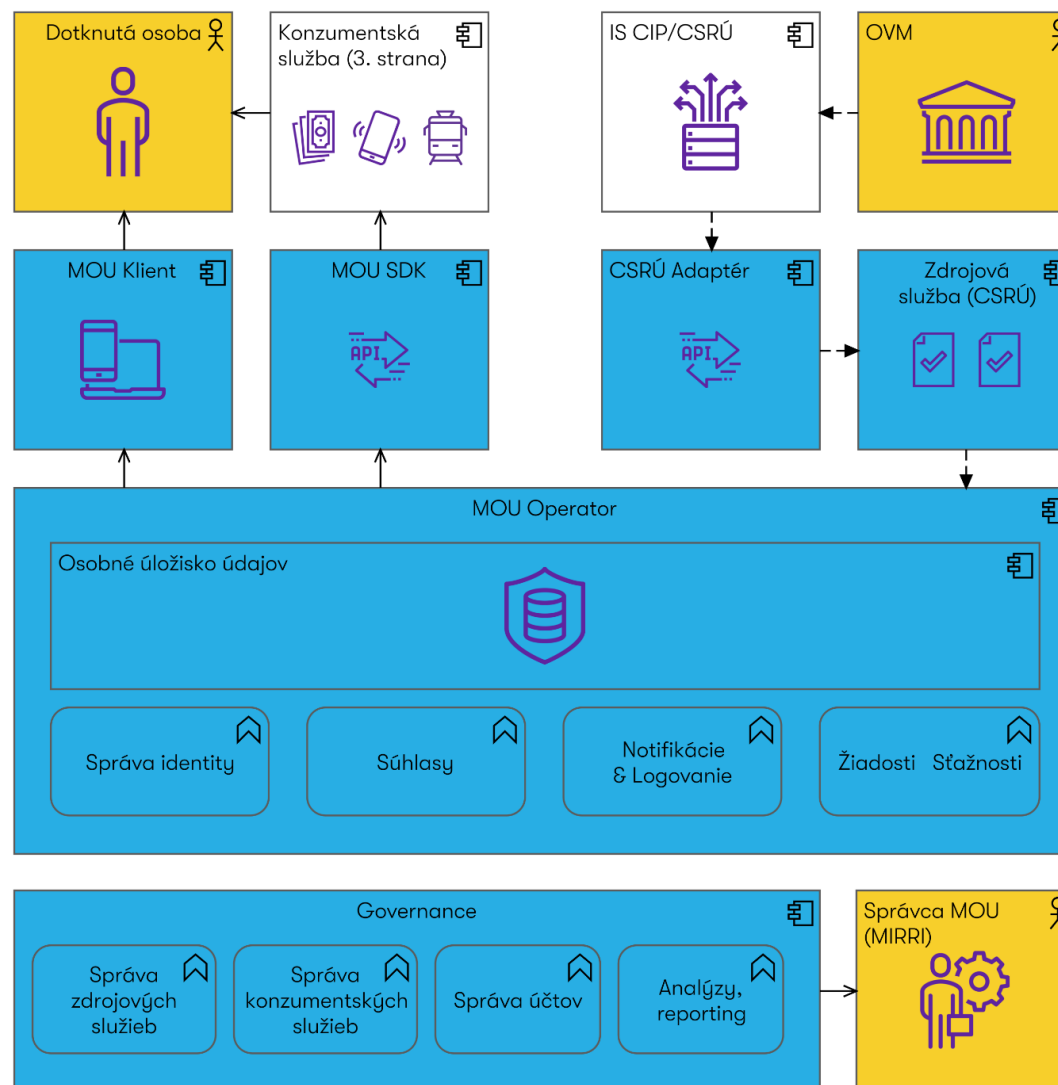 Dotknutá osoba
Konzumentská
služba (3. strana)
IS CIP/CSRÚ
OVM
MOU Klient
MOU SDK
API
CSRÚ Adaptér
API
Zdrojová
služba (CSRÚ)
MOU Operator
Osobné úložisko údajov
Správa identity
Súhlasy
Notifikácie
& Logovanie
Žiadosti Sťažnosti
Governance
Správa
zdrojových
služieb
Správa
konzumentských
služieb
Správa účtov
Analýzy,
reporting
Správca MOU
(MIRRI)